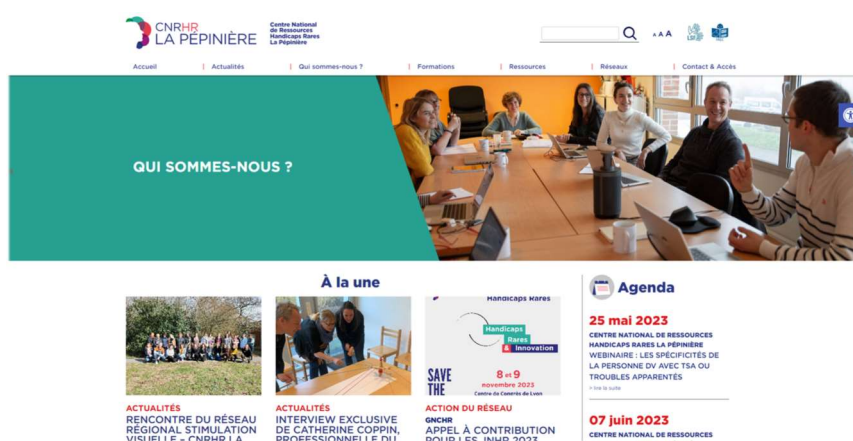 CNRHR
LA PÉPINIÈRE
Centre National
de Ressources
Handicaps Rares
La Pépinière
A A A
LSF
Accueil
Actualités
Qui sommes-nous ?
Formations
Ressources
Réseaux
Contact & Accès
QUI SOMMES-NOUS ?
À la une
ACTUALITÉS
RENCONTRE DU RÉSEAU
RÉGIONAL STIMULATION
VISUELLE – CNRHR LA
ACTUALITÉS
INTERVIEW EXCLUSIVE
DE CATHERINE COPPIN,
PROFESSIONNELLE DU
Handicaps Rares
Handicaps
Rares
& Innovation
SAVE
THE
8 et 9
novembre 2023
Centre de Congrès de Lyon
ACTION DU RÉSEAU
GNCHR
APPEL À CONTRIBUTION
POUR LES JNHR 2023
Agenda
25 mai 2023
CENTRE NATIONAL DE RESSOURCES
HANDICAPS RARES LA PÉPINIÈRE
WEBINAIRE : LES SPÉCIFICITÉS DE
LA PERSONNE DV AVEC TSA OU
TROUBLES APPARENTÉS
> lire la suite
07 juin 2023
CENTRE NATIONAL DE RESSOURCES